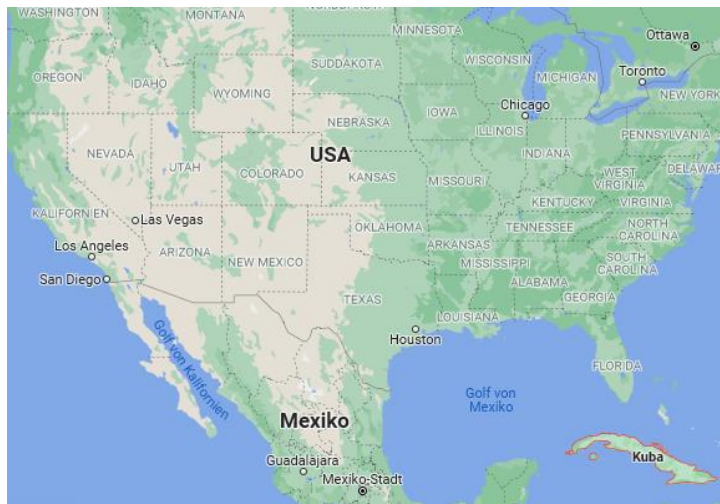 WASHINGTON
MONTANA
NORDDAKOTA
MINNESOTA
Ottawa
OREGON
IDAHO
SÜDDAKOTA
WISCONSIN
MICHIGAN
Toronto
WYOMING
NEW YORK
Chicago
IOWA
NEBRASKA
ILLINOIS
PENNSYLVANIA
NEVADA
UTAH
COLORADO
USA
INDIANA
KANSAS
MISSOURI
WEST
VIRGINIA
DELAWARE
KENTUCKY
VIRGINIA
KALIFORNIEN
Las Vegas
OKLAHOMA
TENNESSEE
NORTH
CAROLINA
Los Angeles
ARIZONA
NEW MEXICO
ARKANSAS
MISSISSIPPI
SOUTH
CAROLINA
San Diego
ALABAMA
TEXAS
GEORGIA
LOUISIANA
Houston
Golf von Kalifornien
FLORIDA
Golf von
Mexiko
Mexiko
Kuba
Guadalajara
Mexiko-Stadt